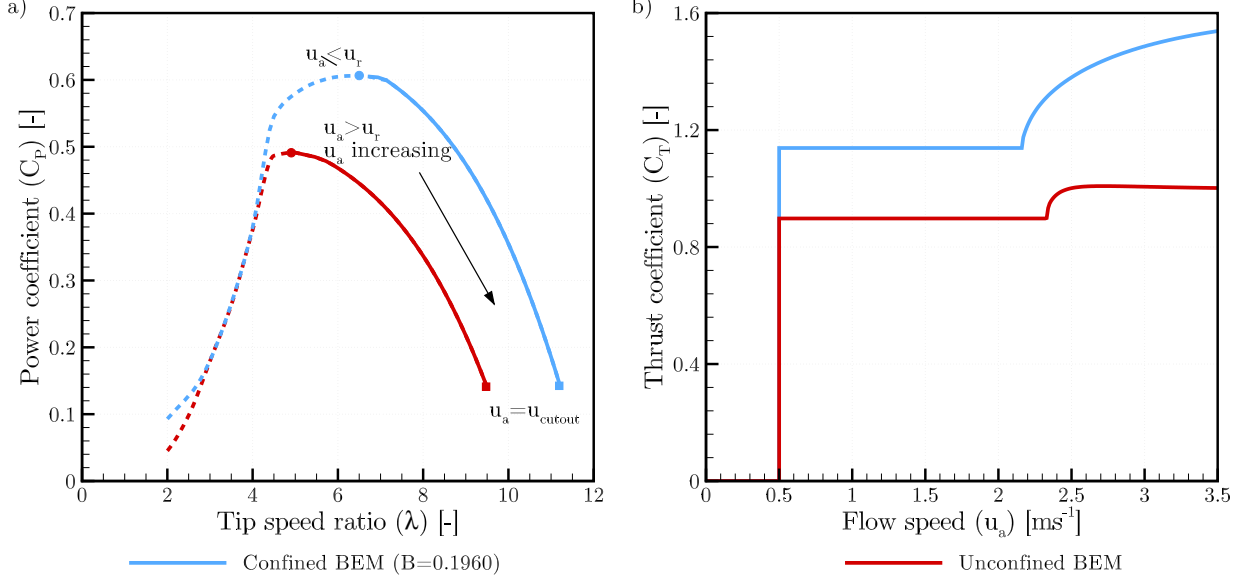 a)
Power coefficient (C_P) [-]
0.7
0.6
0.5
0.4
0.3
0.2
0.1
0
u_a<u_r
u_a>u_r
u_a increasing
u_a=u_cutout
0 2 4 6 8 10 12
Tip speed ratio (λ) [-]
b)
Thrust coefficient (C_T) [-]
1.6
1.2
0.8
0.4
0
0 0.5 1 1.5 2 2.5 3 3.5
Flow speed (u_a) [ms⁻¹]
Confined BEM (B=0.1960)
Unconfined BEM